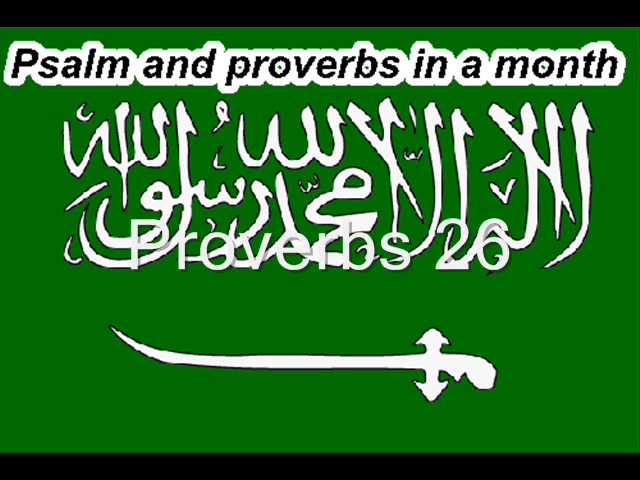 Psalm and proverbs in a month
لا إله إلا الله محمد رسول الله
Proverbs 26